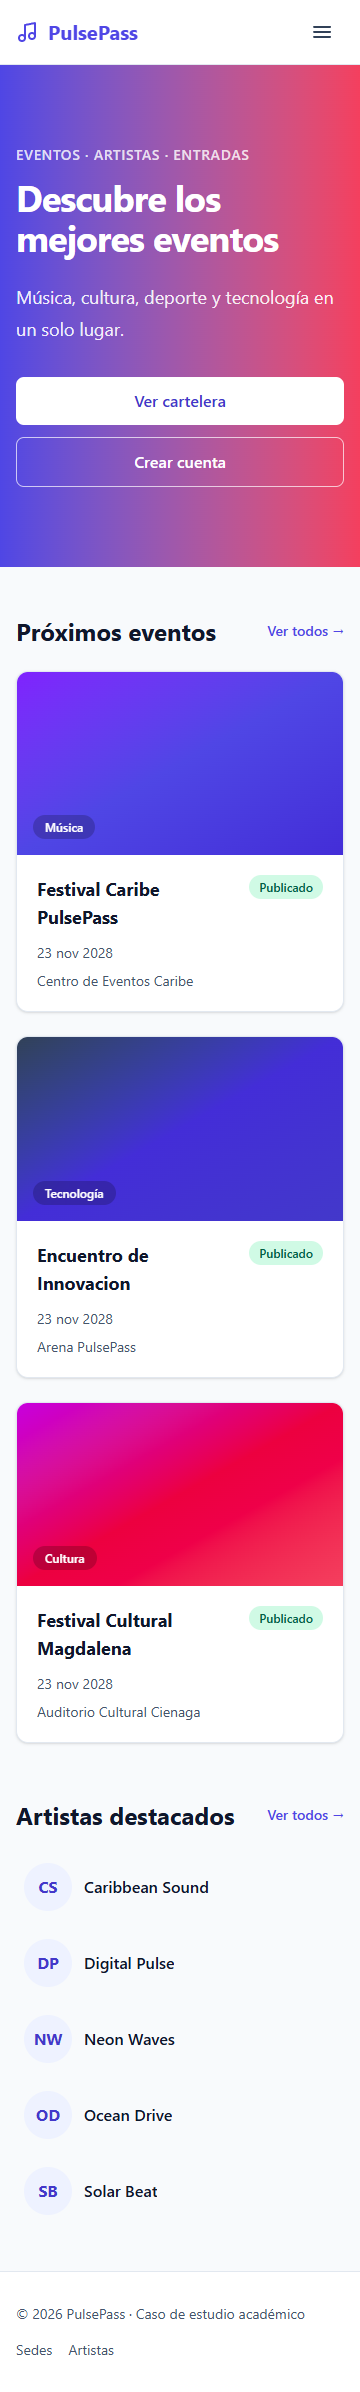 PulsePass
EVENTOS · ARTISTAS · ENTRADAS
Descubre los
mejores eventos
Música, cultura, deporte y tecnología en
un solo lugar.
Ver cartelera
Crear cuenta
Próximos eventos
Ver todos →
Música
Festival Caribe
PulsePass
Publicado
23 nov 2028
Centro de Eventos Caribe
Tecnología
Encuentro de
Innovacion
Publicado
23 nov 2028
Arena PulsePass
Cultura
Festival Cultural
Magdalena
Publicado
23 nov 2028
Auditorio Cultural Cienaga
Artistas destacados
Ver todos →
CS
Caribbean Sound
DP
Digital Pulse
NW
Neon Waves
OD
Ocean Drive
SB
Solar Beat
© 2026 PulsePass · Caso de estudio académico
Sedes Artistas